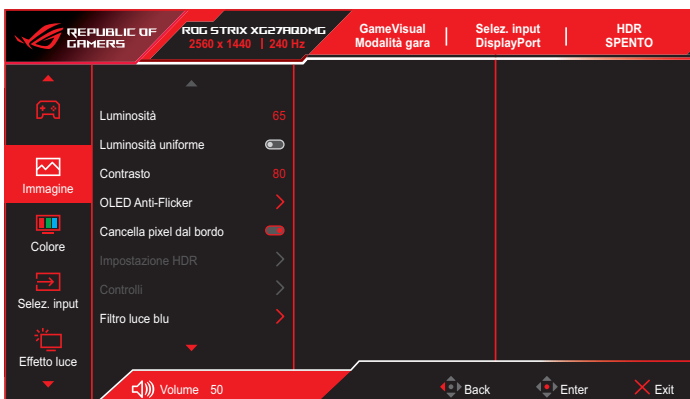 REPUBLIC OF
GAMERS
ROG STRIX XG27AQDMG
2560 x 1440 | 240 Hz
GameVisual
Modalità gara
Selez. input
DisplayPort
HDR
SPENTO
Immagine
Colore
Selez. input
Effetto luce
Luminosità 65
Luminosità uniforme
Contrasto 80
OLED Anti-Flicker
Cancella pixel dal bordo
Impostazione HDR
Controlli
Filtro luce blu
Volume 50
Back
Enter
Exit